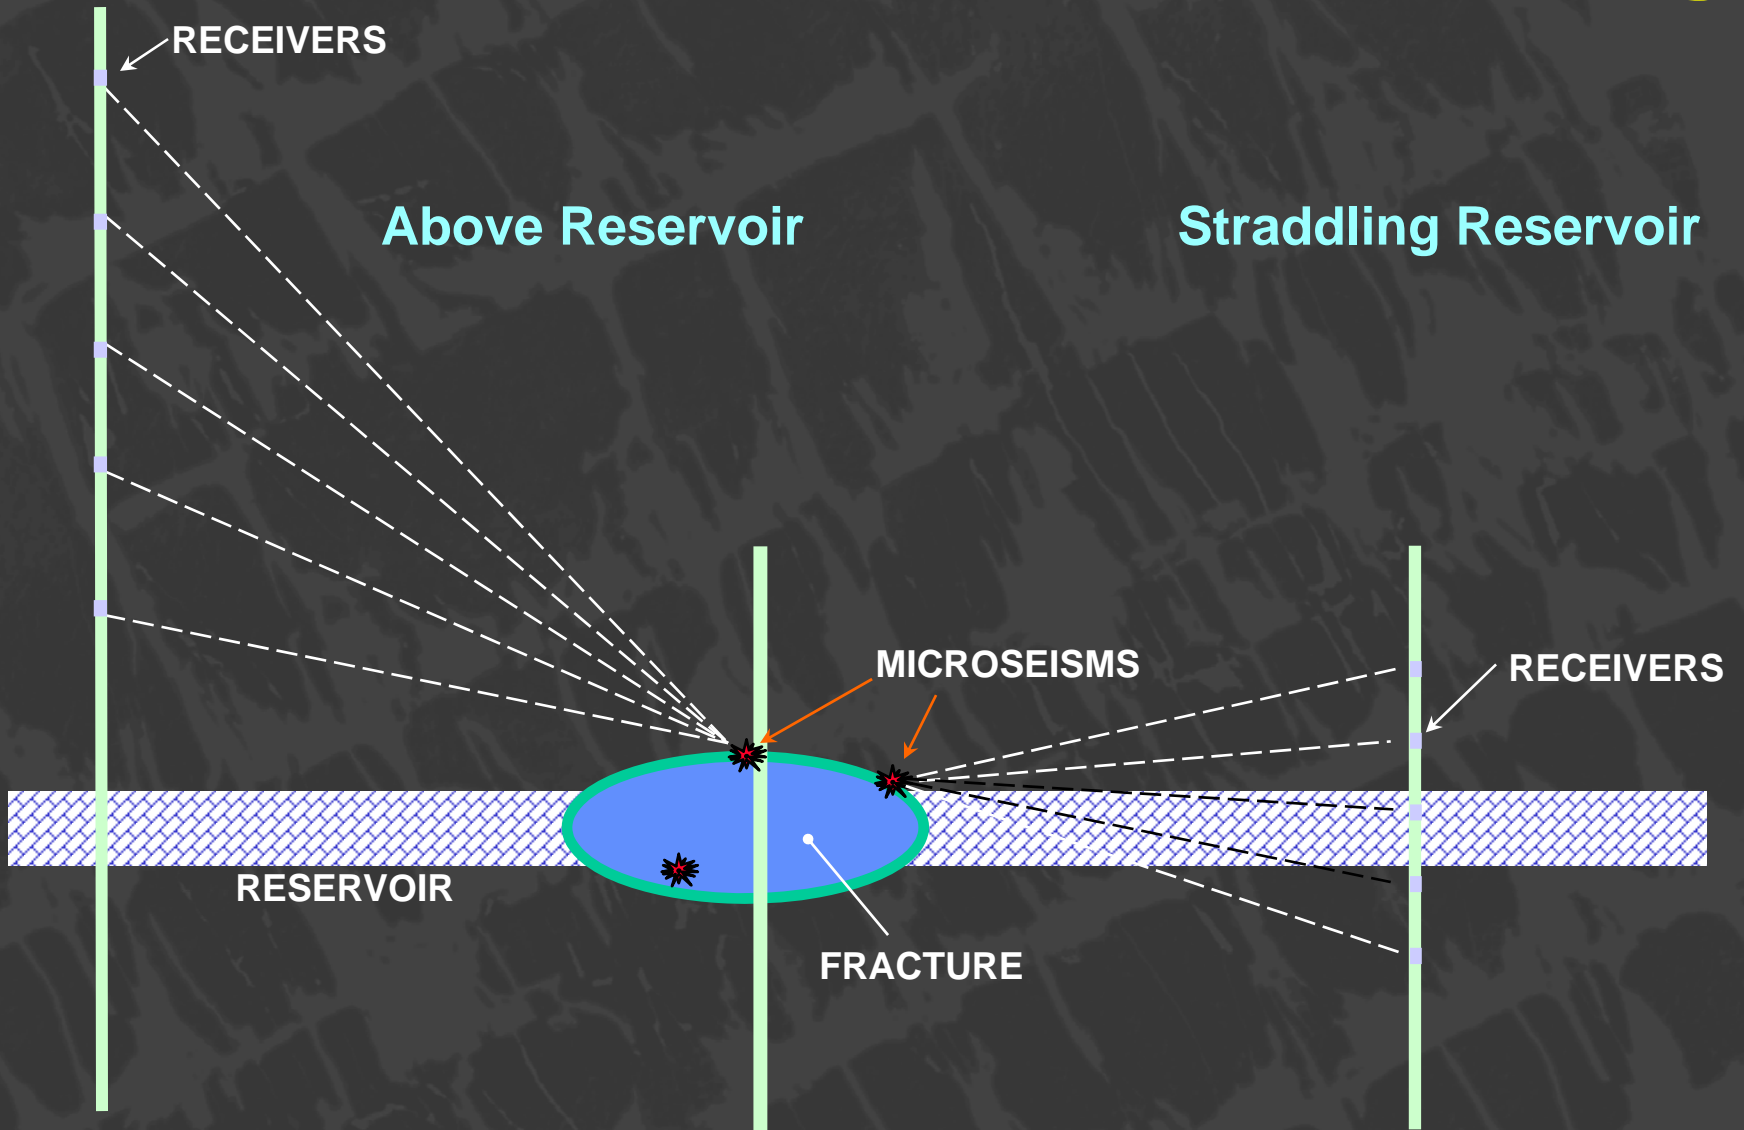 RECEIVERS
Above Reservoir
Straddling Reservoir
MICROSEISMS
RECEIVERS
RESERVOIR
FRACTURE